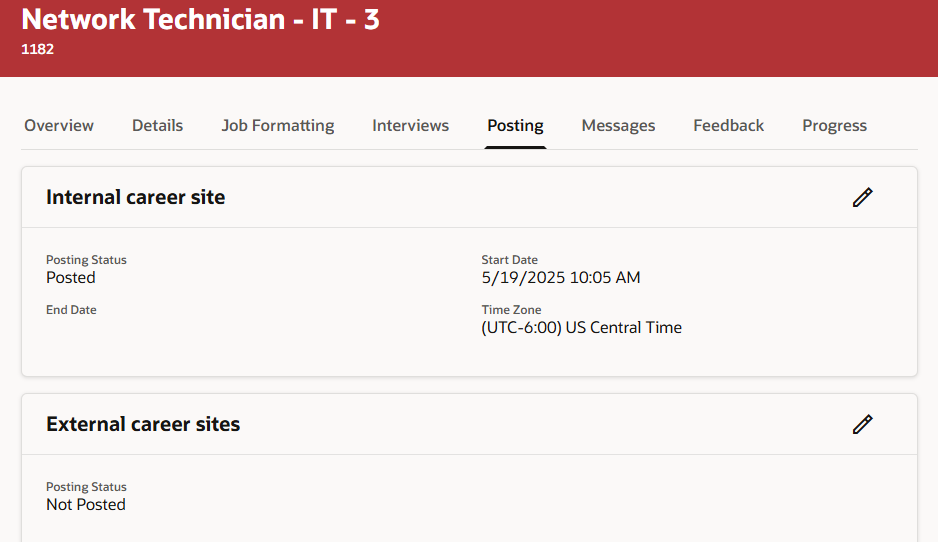 Network Technician - IT - 3
1182
Overview Details Job Formatting Interviews Posting Messages Feedback Progress
Internal career site
Posting Status Start Date
Posted 5/19/2025 10:05 AM
End Date Time Zone
(UTC-6:00) US Central Time
External career sites
Posting Status
Not Posted